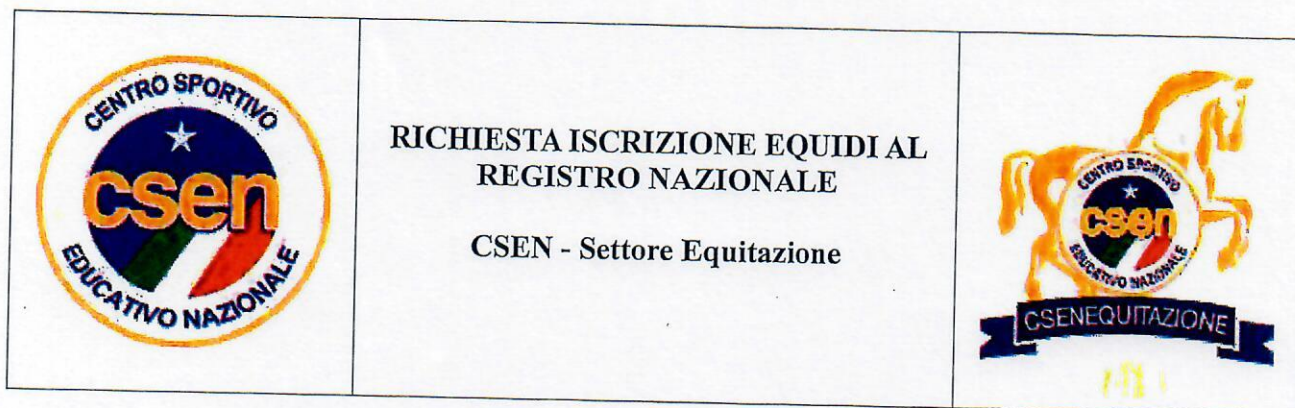 CENTRO SPORTIVO
csen
EDUCATIVO NAZIONALE
RICHIESTA ISCRIZIONE EQUIDI AL
REGISTRO NAZIONALE
CSEN - Settore Equitazione
CENTRO SPORTIVO
csen
EDUCATIVO NAZIONALE
CSENEQUITAZIONE